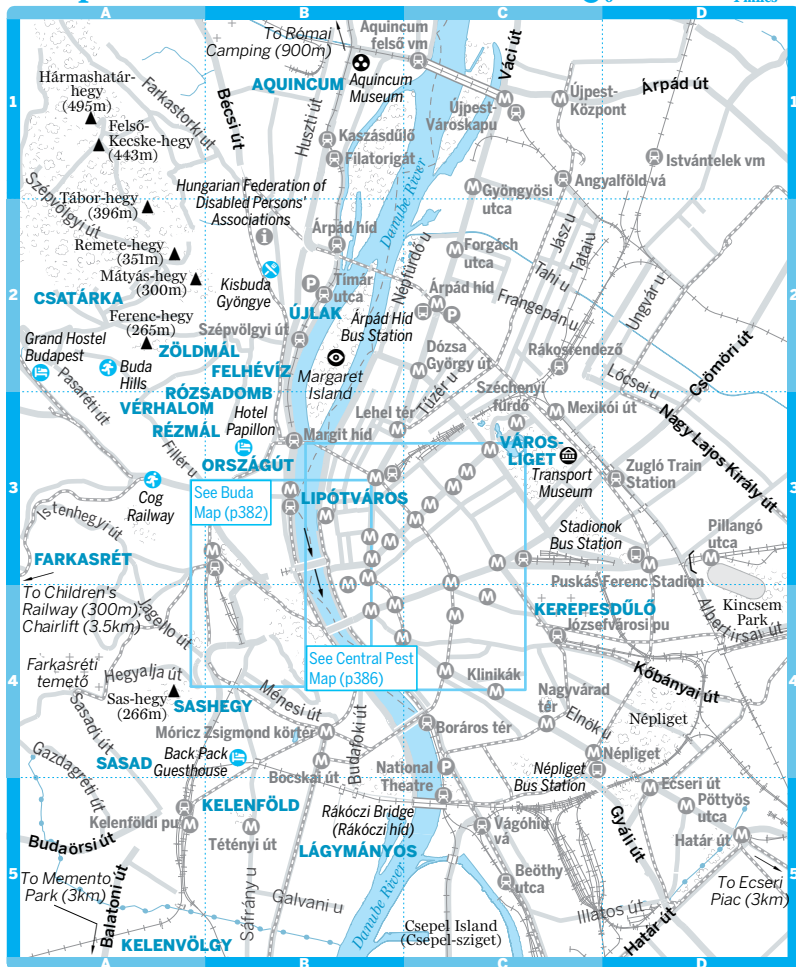 A
B
C
D
To Római
Camping (900m)
Aquincum
felső vm
AQUINCUM
Aquincum
Museum
Váci út
Újpest-
Központ
Árpád út
Hármashatár-
hegy
(495m)
Farkastorki út
Bécsi út
Huszti út
1
1
Újpest-
Városkapu
Felső-
Kecske-hegy
(443m)
Kaszásdűlő
Filatorigát
Istvántelek vm
Angyalföld vá
Szépvölgyi út
Tábor-hegy
(396m)
Hungarian Federation of
Disabled Persons'
Associations
Danube River
Gyöngyösi
utca
Remete-hegy
(351m)
Árpád híd
Forgách
utca
Jász u
Tatai u
Mátyás-hegy
(300m)
Kisbuda
Gyöngye
Tímár
utca
Népfürdő u
Tahi u
Ungvár u
2
2
CSATÁRKA
ÚJLAK
Árpád híd
Frangepán u
Ferenc-hegy
(265m)
Szépvölgyi út
Árpád Híd
Bus Station
Grand Hostel
Budapest
ZÖLDMÁL
FELHÉVÍZ
Dózsa
György út
Rákosrendező
Csömöri út
Buda
Hills
Margaret
Island
Pasaréti út
RÓZSADOMB
VÉRHALOM
Tüzér u
Széchenyi
fürdő
Lőcsei u
Hotel
Papillon
Lehel tér
Mexikói út
Nagy Lajos Király út
RÉZMÁL
Margit híd
VÁROS-
LIGET
Fillér u
ORSZÁGÚT
Transport
Museum
Zugló Train
Station
3
3
Cog
Railway
See Buda
Map (p382)
LIPÓTVÁROS
Istenhegyi út
Stadionok
Bus Station
Pillangó
utca
FARKASRÉT
Puskás Ferenc Stadion
To Children's
Railway (300m);
Chairlift (3.5km)
Jagelló út
KEREPESDŰLŐ
Kincsem
Park
Józsefvárosi pu
Albertirsai út
Farkasréti
temető
Hegyalja út
See Central Pest
Map (p386)
4
4
Klinikák
Kőbányai út
Sas-hegy
(266m)
SASHEGY
Ménesi út
Nagyvárad
tér
Sasadi út
Móricz Zsigmond körtér
Budafoki út
Boráros tér
Elnök u
Népliget
SASAD
Back Pack
Guesthouse
National
Theatre
Népliget
Gazdagréti út
Bocskai út
Népliget
Bus Station
Ecseri út
KELENFÖLD
Rákóczi Bridge
(Rákóczi híd)
Pöttyös
utca
Kelenföldi pu
Tétényi út
Vágóhíd
vá
Gyáli út
Határ út
Budaörsi út
LÁGYMÁNYOS
5
5
To Memento
Park (3km)
Balatoni út
Sáfrány u
Galvani u
Danube River
Beöthy
utca
To Ecseri
Piac (3km)
Illatos út
Csepel Island
(Csepel-sziget)
Határ út
KELENVÖLGY
A
B
C
D